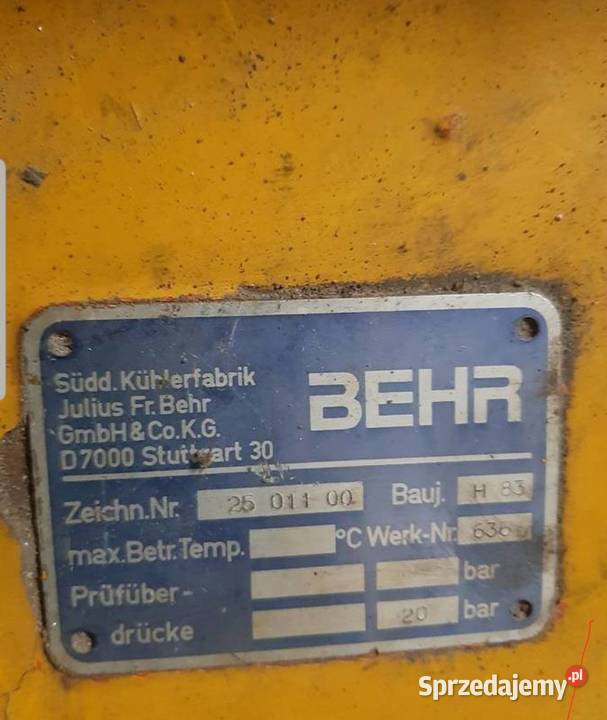 Südd. Kühlerfabrik
Julius Fr. Behr
GmbH & Co. K.G.
D7000 Stuttgart 30
BEHR
Zeichn.Nr. 25 011 00 Bauj. H 83
max.Betr.Temp. °C Werk-Nr.
Prüfüber- bar
drücke 20 bar
Sprzedajemy.pl